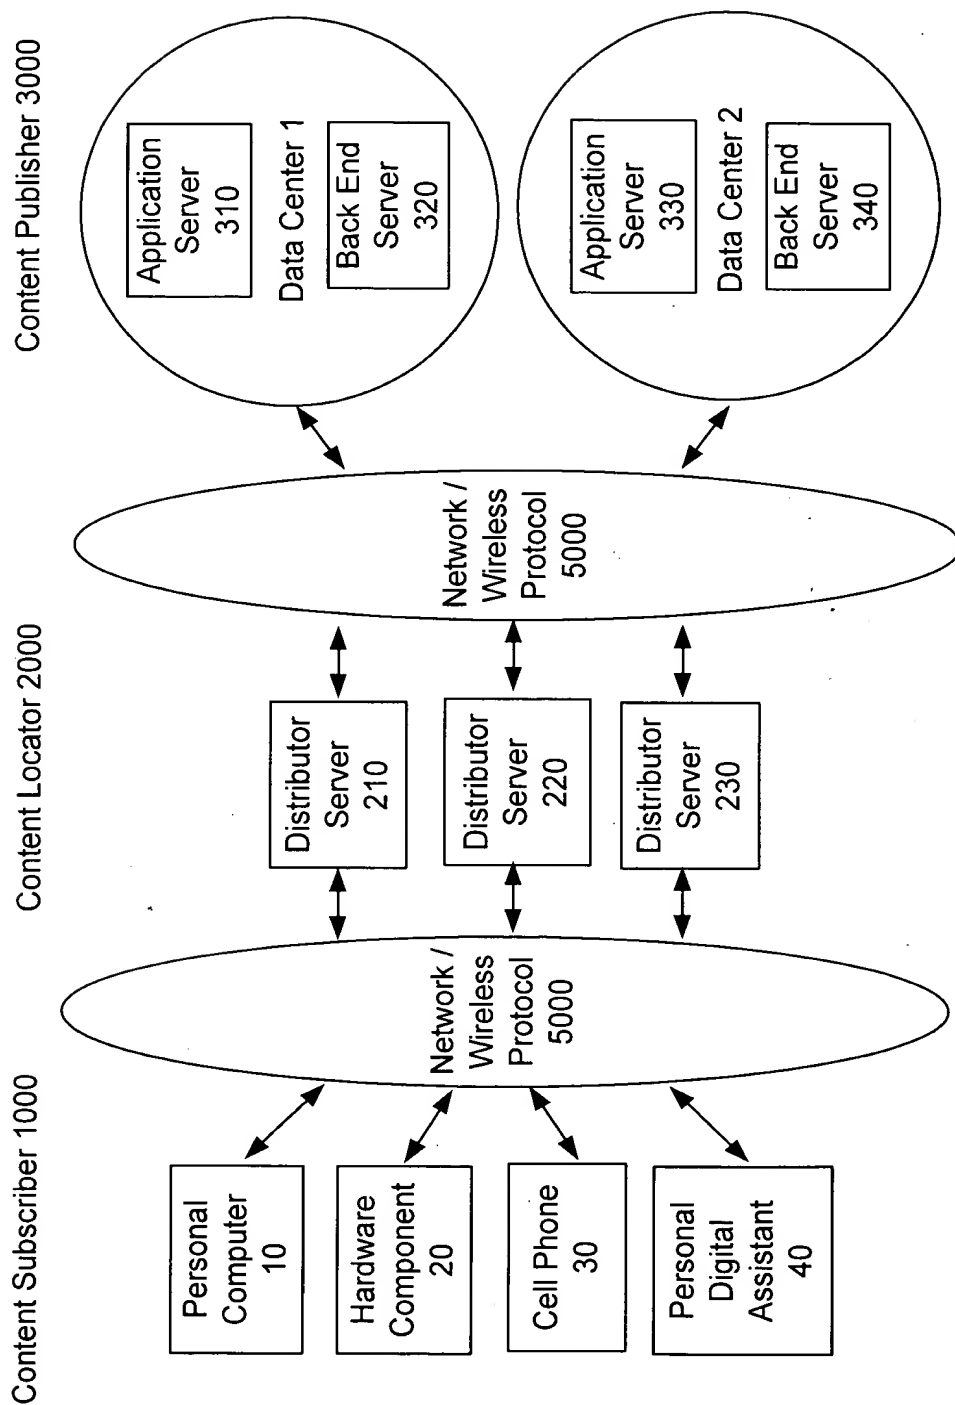 Content Subscriber 1000
Content Locator 2000
Content Publisher 3000
Personal
Computer
10
Hardware
Component
20
Cell Phone
30
Personal
Digital
Assistant
40
Network /
Wireless
Protocol
5000
Distributor
Server
210
Distributor
Server
220
Distributor
Server
230
Network /
Wireless
Protocol
5000
Application
Server
310
Data Center 1
Back End
Server
320
Application
Server
330
Data Center 2
Back End
Server
340